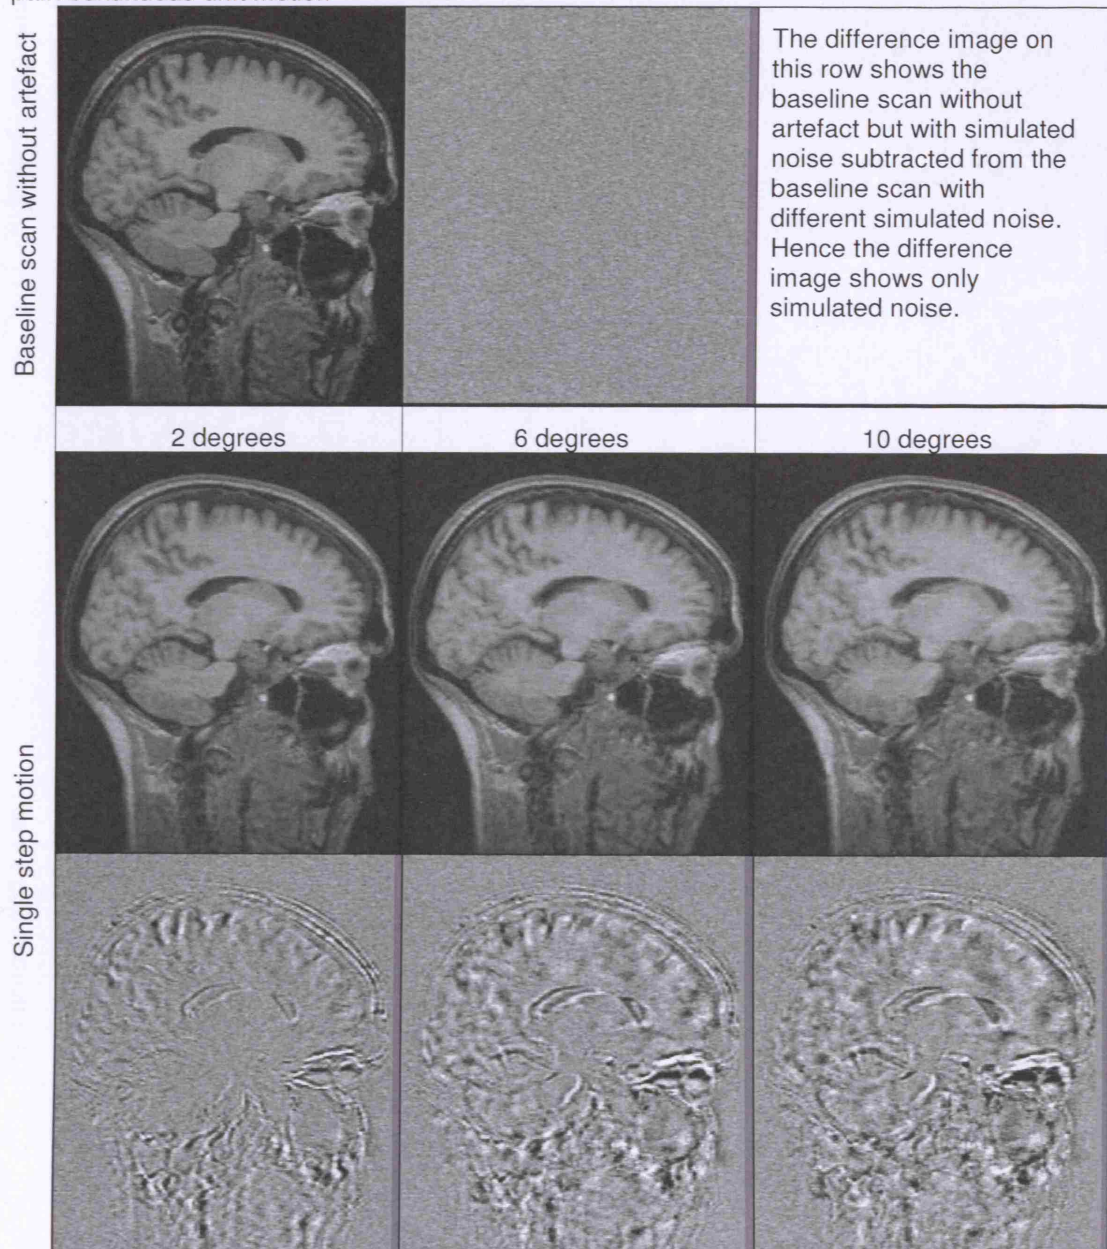 Baseline scan without artefact
The difference image on
this row shows the
baseline scan without
artefact but with simulated
noise subtracted from the
baseline scan with
different simulated noise.
Hence the difference
image shows only
simulated noise.
2 degrees
6 degrees
10 degrees
Single step motion